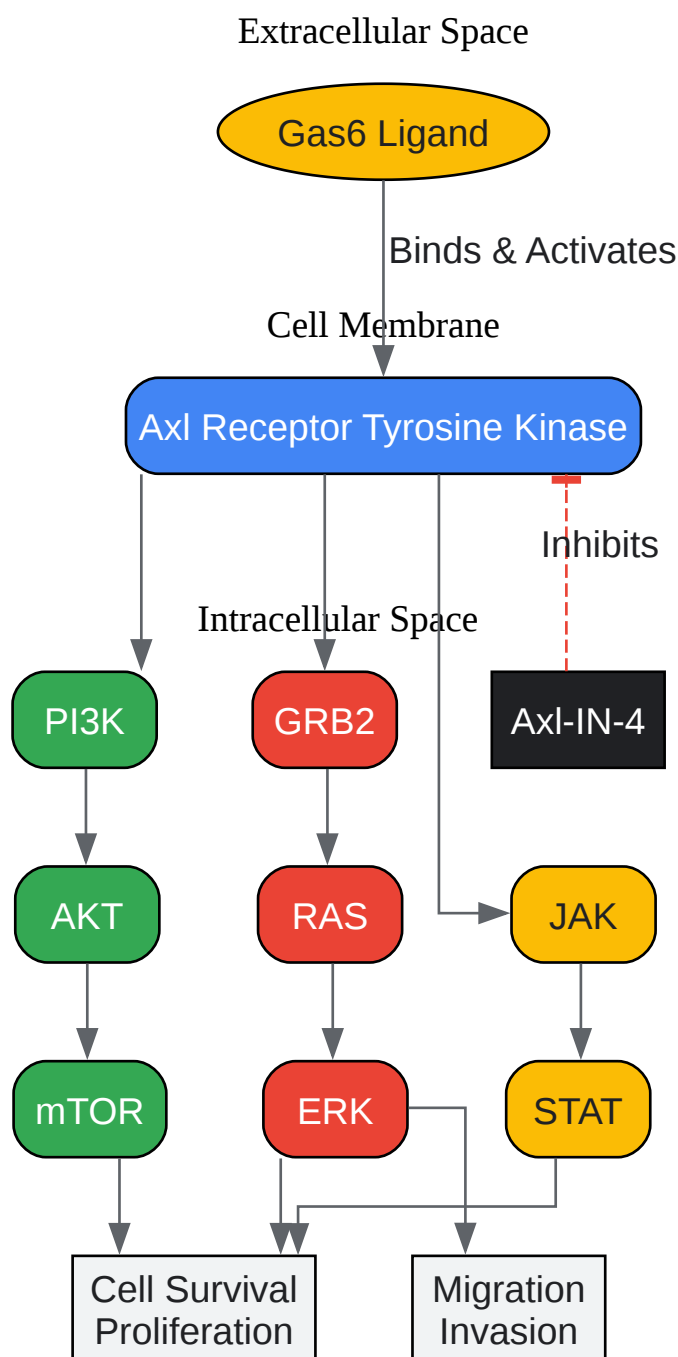 Extracellular Space
Gas6 Ligand
Binds & Activates
Cell Membrane
Axl Receptor Tyrosine Kinase
Inhibits
Intracellular Space
PI3K
GRB2
Axl-IN-4
AKT
RAS
JAK
mTOR
ERK
STAT
Cell Survival
Proliferation
Migration
Invasion